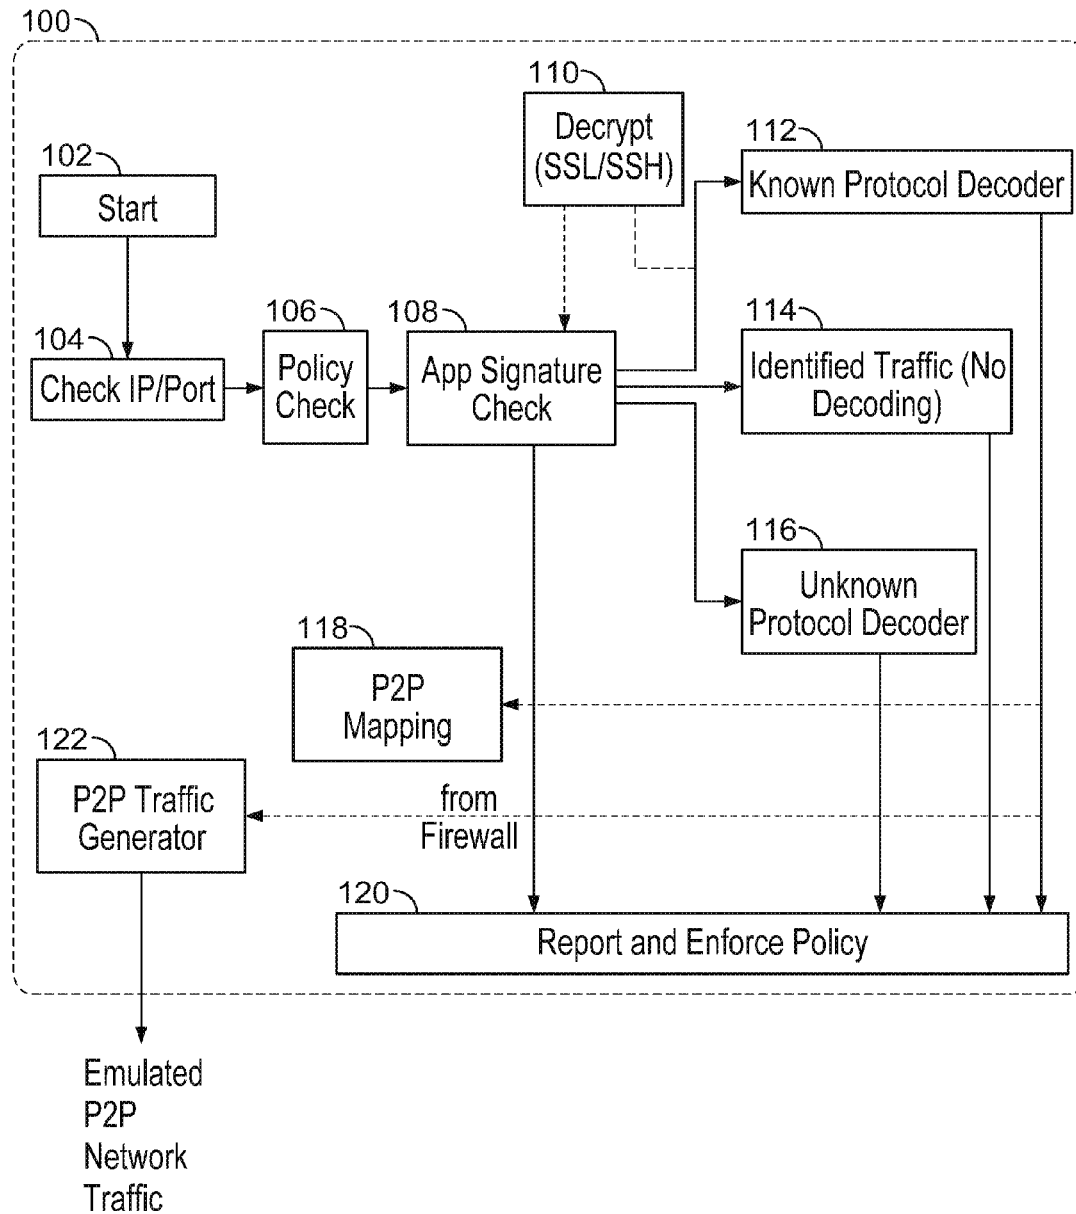 100
110
Decrypt
(SSL/SSH)
112
Known Protocol Decoder
102
Start
104
Check IP/Port
106
Policy
Check
108
App Signature
Check
114
Identified Traffic (No
Decoding)
116
Unknown
Protocol Decoder
118
P2P
Mapping
122
P2P Traffic
Generator
from
Firewall
120
Report and Enforce Policy
Emulated
P2P
Network
Traffic